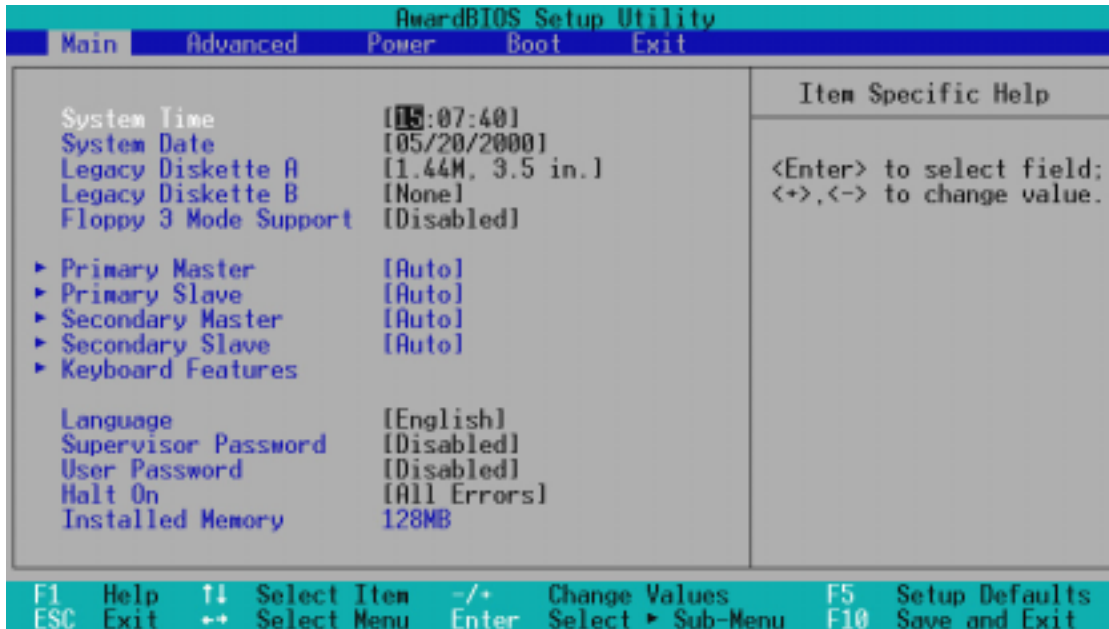 AwardBIOS Setup Utility
Main Advanced Power Boot Exit
Item Specific Help
System Time [15:07:40]
System Date [05/20/2000]
Legacy Diskette A [1.44M, 3.5 in.]
Legacy Diskette B [None]
Floppy 3 Mode Support [Disabled]
▶ Primary Master [Auto]
▶ Primary Slave [Auto]
▶ Secondary Master [Auto]
▶ Secondary Slave [Auto]
▶ Keyboard Features
Language [English]
Supervisor Password [Disabled]
User Password [Disabled]
Halt On [All Errors]
Installed Memory 128MB
<Enter> to select field;
<+>,<-> to change value.
F1 Help ↑↓ Select Item -/+ Change Values F5 Setup Defaults
ESC Exit ←→ Select Menu Enter Select ▶ Sub-Menu F10 Save and Exit